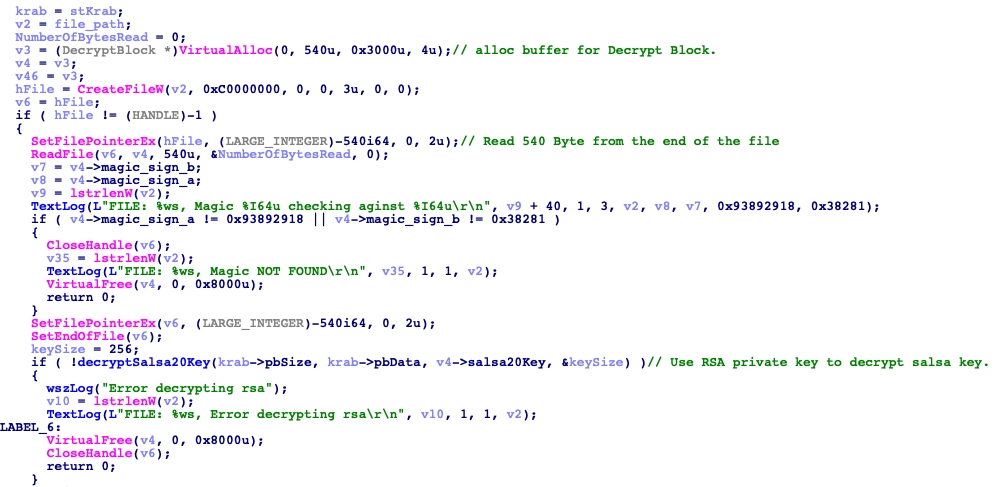 krab = stKrab;
v2 = file_path;
NumberOfBytesRead = 0;
v3 = (DecryptBlock *)VirtualAlloc(0, 540u, 0x3000u, 4u);// alloc buffer for Decrypt Block.
v4 = v3;
v46 = v3;
hFile = CreateFileW(v2, 0xC0000000, 0, 0, 3u, 0, 0);
v6 = hFile;
if ( hFile != (HANDLE)-1 )
{
SetFilePointerEx(hFile, (LARGE_INTEGER)-540i64, 0, 2u);// Read 540 Byte from the end of the file
ReadFile(v6, v4, 540u, &NumberOfBytesRead, 0);
v7 = v4->magic_sign_b;
v8 = v4->magic_sign_a;
v9 = lstrlenW(v2);
TextLog(L"FILE: %ws, Magic %I64u checking aginst %I64u\r\n", v9 + 40, 1, 3, v2, v8, v7, 0x93892918, 0x38281);
if ( v4->magic_sign_a != 0x93892918 || v4->magic_sign_b != 0x38281 )
{
CloseHandle(v6);
v35 = lstrlenW(v2);
TextLog(L"FILE: %ws, Magic NOT FOUND\r\n", v35, 1, 1, v2);
VirtualFree(v4, 0, 0x8000u);
return 0;
}
SetFilePointerEx(v6, (LARGE_INTEGER)-540i64, 0, 2u);
SetEndOfFile(v6);
keySize = 256;
if ( !decryptSalsa20Key(krab->pbSize, krab->pbData, v4->salsa20Key, &keySize) )// Use RSA private key to decrypt salsa key.
{
wszLog("Error decrypting rsa");
v10 = lstrlenW(v2);
TextLog(L"FILE: %ws, Error decrypting rsa\r\n", v10, 1, 1, v2);
LABEL_6:
VirtualFree(v4, 0, 0x8000u);
CloseHandle(v6);
return 0;
}